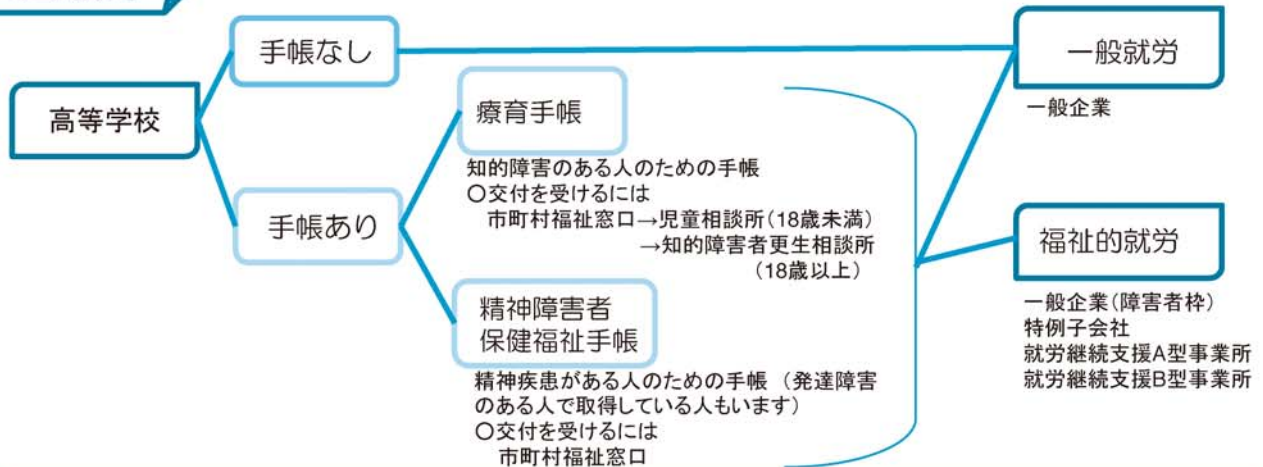 手帳なし
高等学校
手帳あり
療育手帳
知的障害のある人のための手帳
○交付を受けるには
市町村福祉窓口→児童相談所(18歳未満)
→知的障害者更生相談所
(18歳以上)
精神障害者
保健福祉手帳
精神疾患がある人のための手帳 (発達障害
のある人で取得している人もいます)
○交付を受けるには
市町村福祉窓口
一般就労
一般企業
福祉的就労
一般企業(障害者枠)
特例子会社
就労継続支援A型事業所
就労継続支援B型事業所